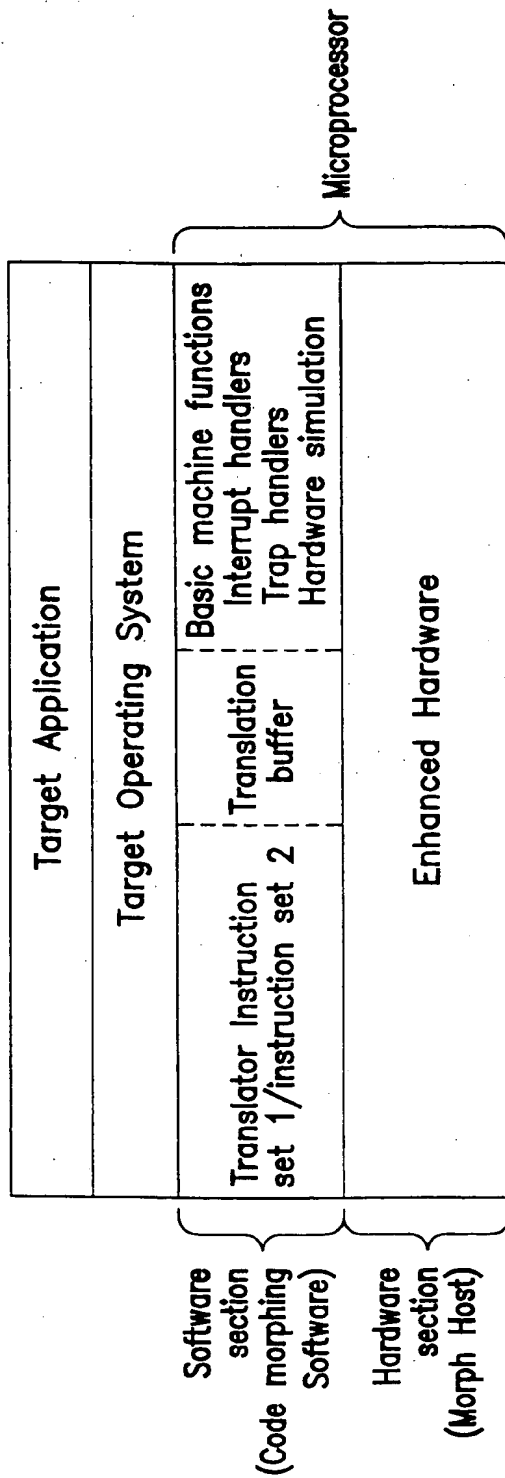 Target Application
Target Operating System
Software
section
(Code morphing
Software)
Translator Instruction
set 1/instruction set 2
Translation
buffer
Basic machine functions
Interrupt handlers
Trap handlers
Hardware simulation
Microprocessor
Hardware
section
(Morph Host)
Enhanced Hardware